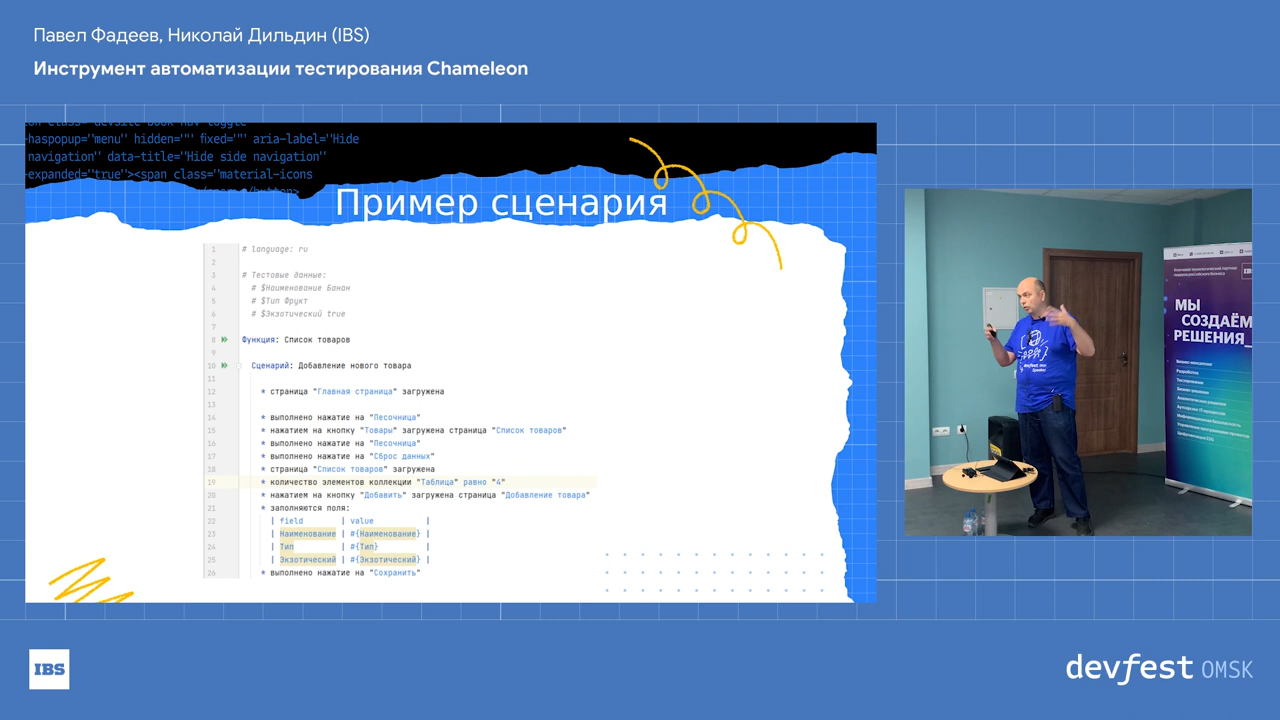 Павел Фадеев, Николай Дильдин (IBS)
Инструмент автоматизации тестирования Chameleon
-haspopup="menu" hidden="" fixed="" aria-label="Hide
navigation" data-title="Hide side navigation"
-expanded="true"><span class="material-icons
Пример сценария
1 # language: ru
2
3 # Тестовые данные:
4 # $Наименование Банан
5 # $Тип Фрукт
6 # $Экзотический true
7
8 Функция: Список товаров
9
10 Сценарий: Добавление нового товара
11
12 * страница "Главная страница" загружена
13
14 * выполнено нажатие на "Песочница"
15 * нажатием на кнопку "Товары" загружена страница "Список товаров"
16 * выполнено нажатие на "Песочница"
17 * выполнено нажатие на "Сброс данных"
18 * страница "Список товаров" загружена
19 * количество элементов коллекции "Таблица" равно "4"
20 * нажатием на кнопку "Добавить" загружена страница "Добавление товара"
21 * заполняются поля:
22 | field | value |
23 | Наименование | #{Наименование} |
24 | Тип | #{Тип} |
25 | Экзотический | #{Экзотический} |
26 * выполнено нажатие на "Сохранить"
МЫ
СОЗДАЁМ
РЕШЕНИЯ_
IBS
devfest OMSK